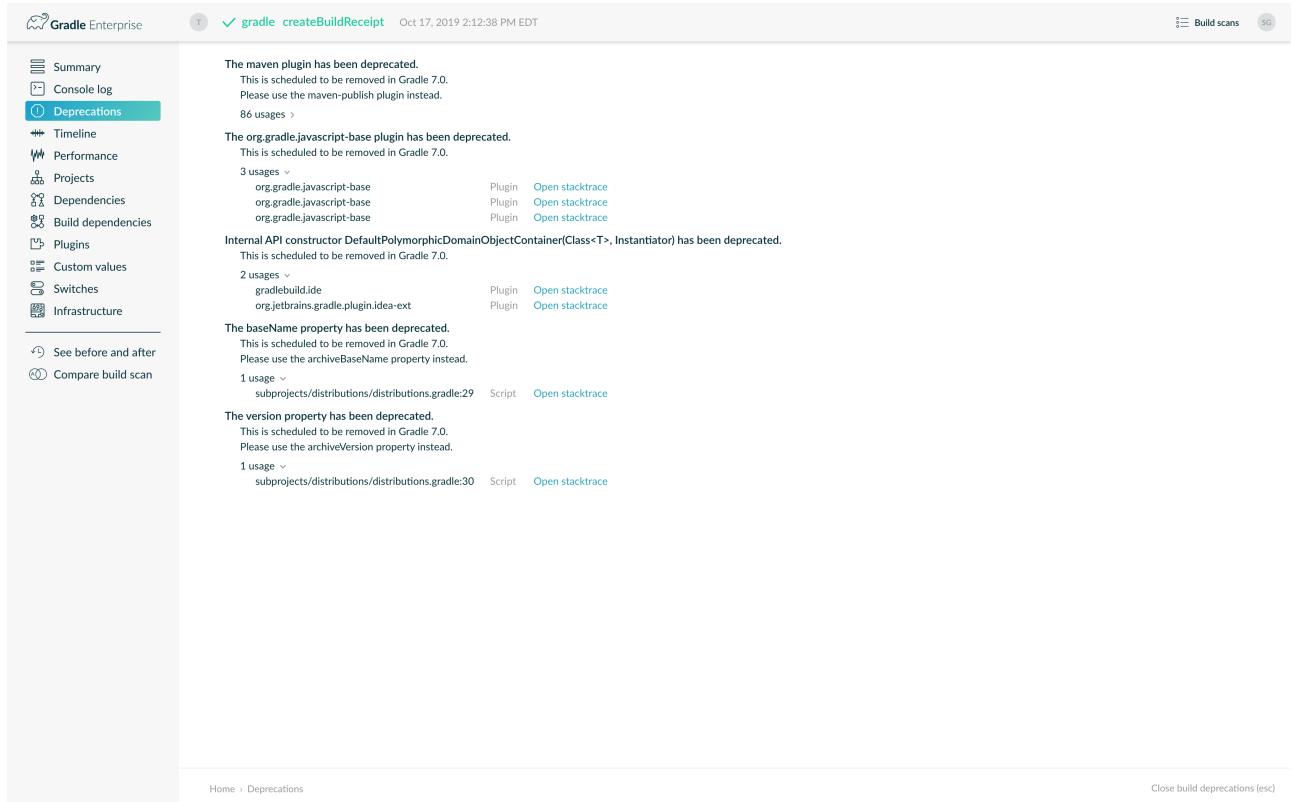 Gradle Enterprise
T gradle createBuildReceipt Oct 17, 2019 2:12:38 PM EDT
Build scans SG
Summary
Console log
Deprecations
Timeline
Performance
Projects
Dependencies
Build dependencies
Plugins
Custom values
Switches
Infrastructure
See before and after
Compare build scan
The maven plugin has been deprecated.
This is scheduled to be removed in Gradle 7.0.
Please use the maven-publish plugin instead.
86 usages
The org.gradle.javascript-base plugin has been deprecated.
This is scheduled to be removed in Gradle 7.0.
3 usages
org.gradle.javascript-base Plugin Open stacktrace
org.gradle.javascript-base Plugin Open stacktrace
org.gradle.javascript-base Plugin Open stacktrace
Internal API constructor DefaultPolymorphicDomainObjectContainer(Class<T>, Instantiator) has been deprecated.
This is scheduled to be removed in Gradle 7.0.
2 usages
gradlebuild.ide Plugin Open stacktrace
org.jetbrains.gradle.plugin.idea-ext Plugin Open stacktrace
The baseName property has been deprecated.
This is scheduled to be removed in Gradle 7.0.
Please use the archiveBaseName property instead.
1 usage
subprojects/distributions/distributions.gradle:29 Script Open stacktrace
The version property has been deprecated.
This is scheduled to be removed in Gradle 7.0.
Please use the archiveVersion property instead.
1 usage
subprojects/distributions/distributions.gradle:30 Script Open stacktrace
Home › Deprecations
Close build deprecations (esc)